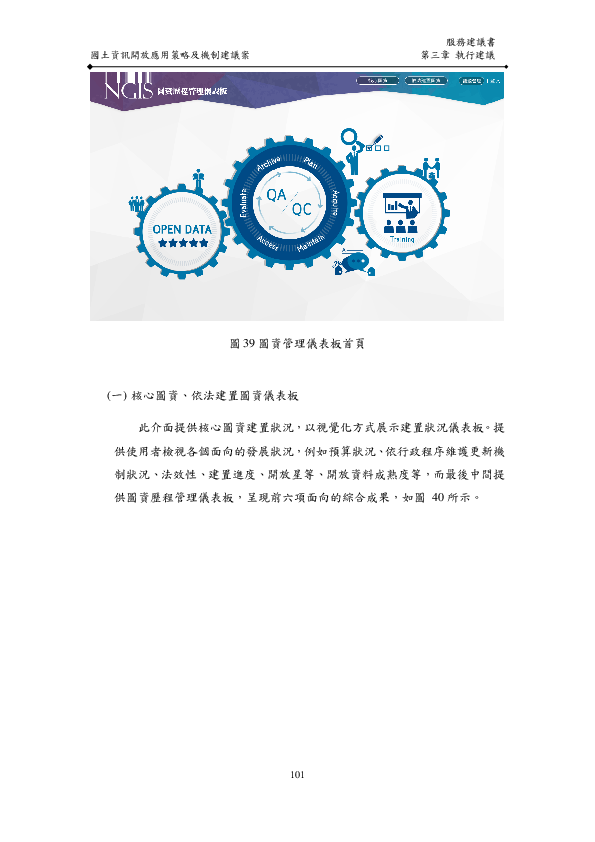 服務建議書
國土資訊開放應用策略及機制建議案 第三章 執行建議
NGIS 圖資歷程管理儀表板
OPEN DATA
Archive
Plan
Acquire
Maintain
Access
Evaluate
QA
QC
Training
圖 39 圖資管理儀表板首頁
(一) 核心圖資、依法建置圖資儀表板
此介面提供核心圖資建置狀況，以視覺化方式展示建置狀況儀表板。提
供使用者檢視各個面向的發展狀況，例如預算狀況、依行政程序維護更新機
制狀況、法效性、建置進度、開放星等、開放資料成熟度等，而最後中間提
供圖資歷程管理儀表板，呈現前六項面向的綜合成果，如圖 40 所示。
101